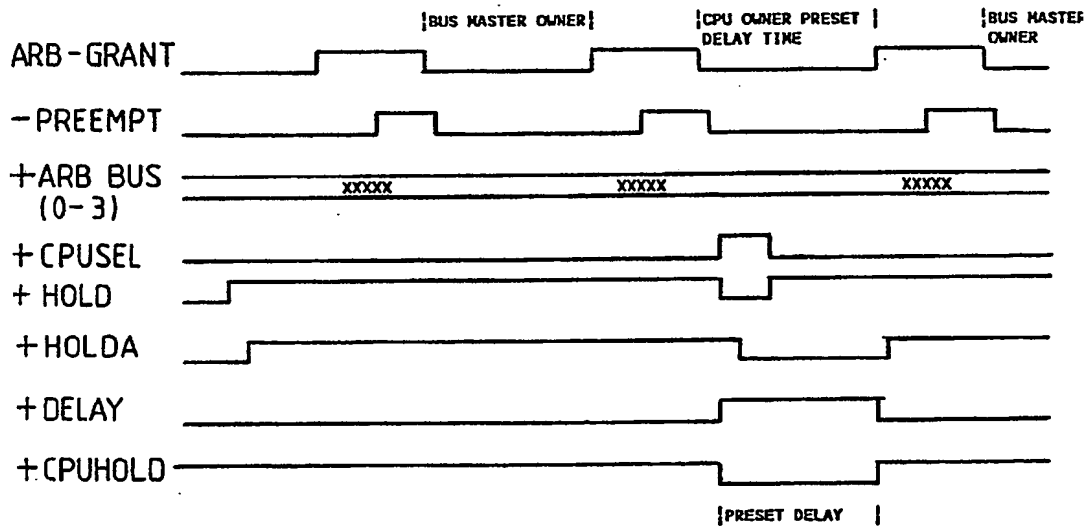 BUS MASTER OWNER
CPU OWNER PRESET
DELAY TIME
BUS MASTER
OWNER
ARB-GRANT
-PREEMPT
+ARB BUS
(0-3)
XXXXX XXXXX XXXXX
+CPUSEL
+HOLD
+HOLDA
+DELAY
+CPUHOLD
PRESET DELAY